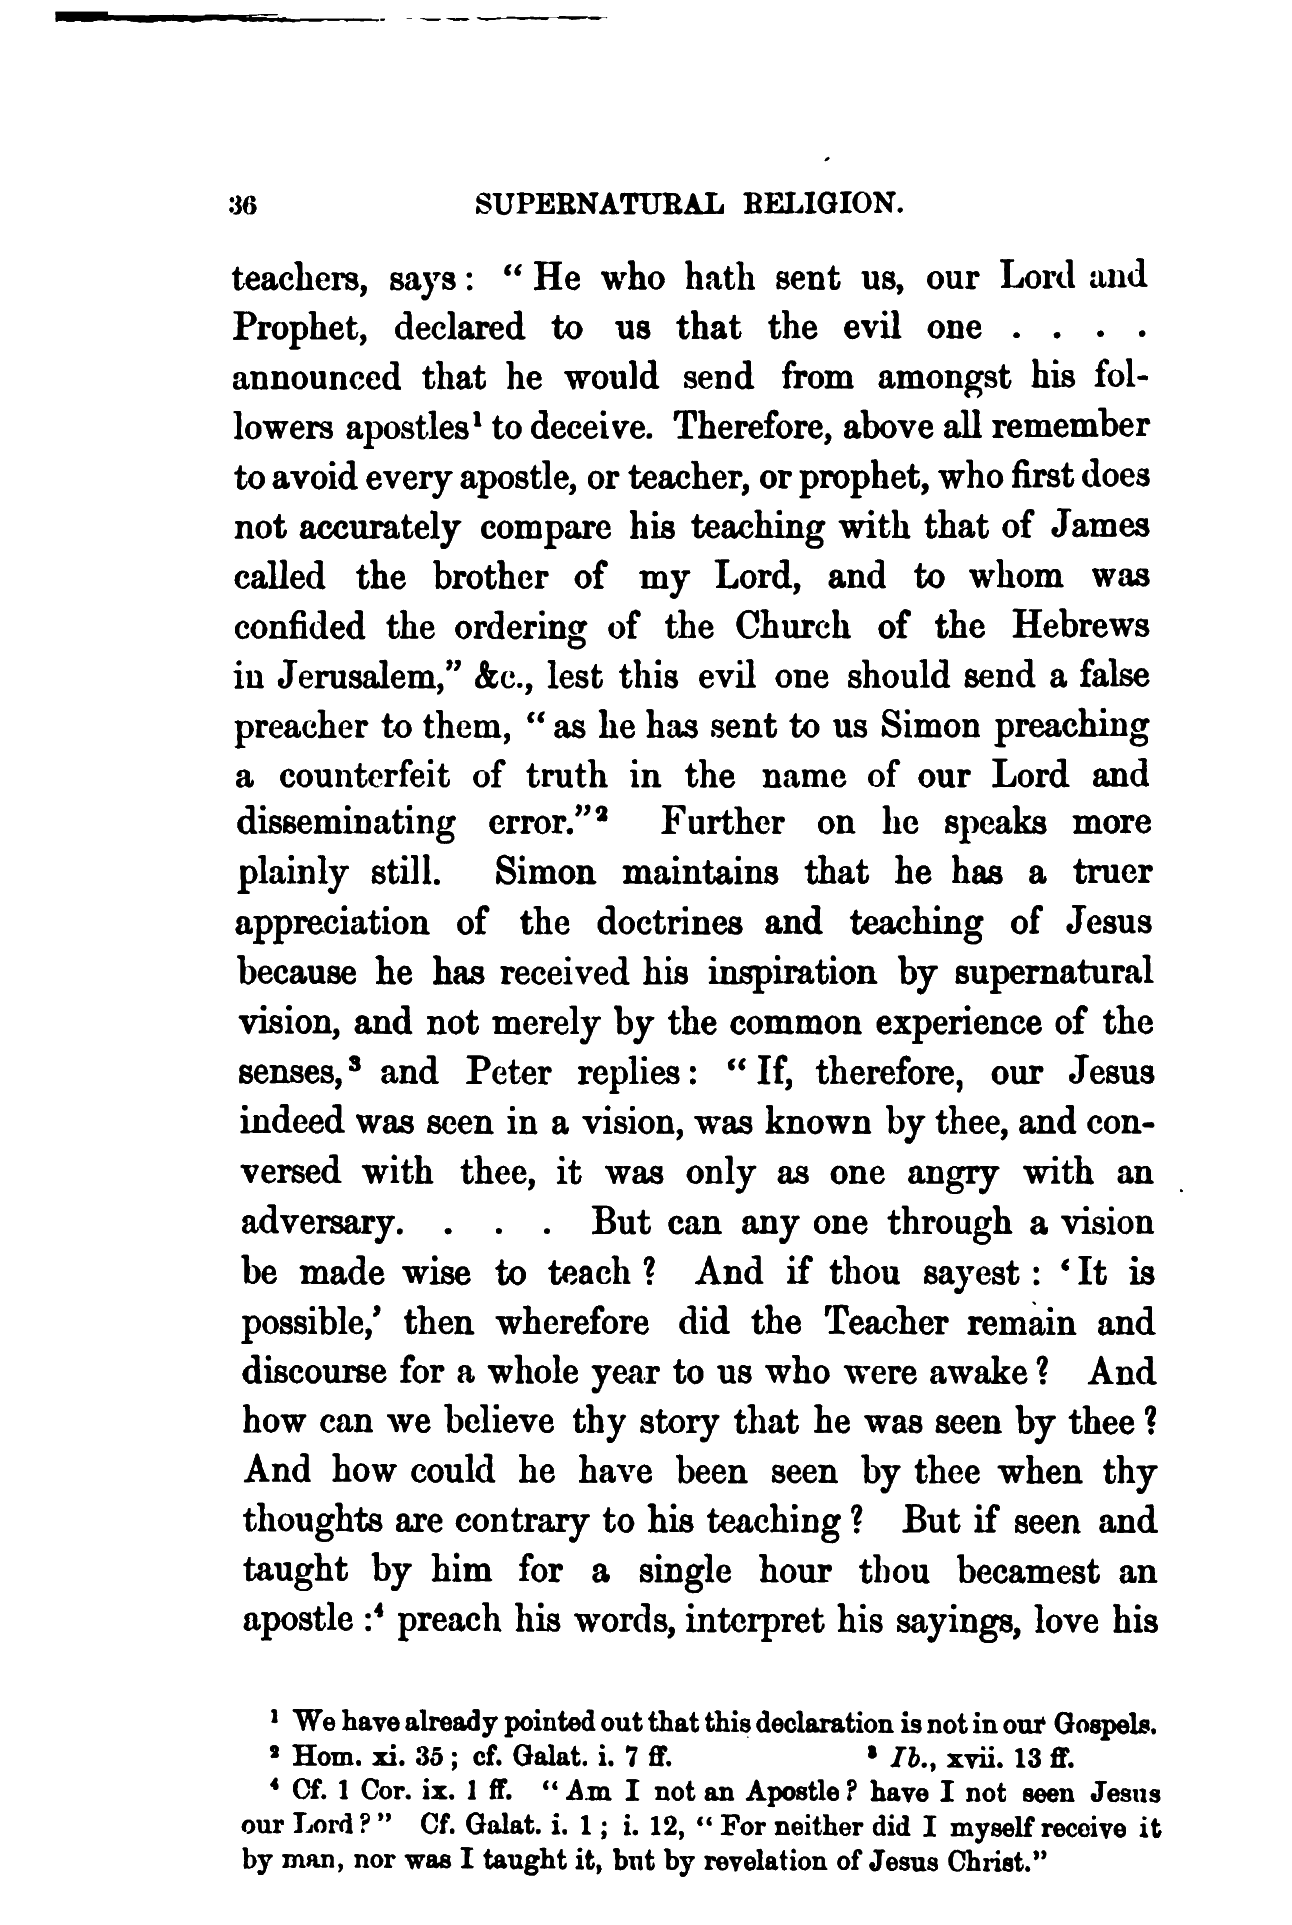 36 SUPERNATURAL RELIGION.
teachers, says: “He who hath sent us, our Lord and
Prophet, declared to us that the evil one . . . .
announced that he would send from amongst his fol-
lowers apostles¹ to deceive. Therefore, above all remember
to avoid every apostle, or teacher, or prophet, who first does
not accurately compare his teaching with that of James
called the brother of my Lord, and to whom was
confided the ordering of the Church of the Hebrews
in Jerusalem,” &c., lest this evil one should send a false
preacher to them, “as he has sent to us Simon preaching
a counterfeit of truth in the name of our Lord and
disseminating error.”² Further on he speaks more
plainly still. Simon maintains that he has a truer
appreciation of the doctrines and teaching of Jesus
because he has received his inspiration by supernatural
vision, and not merely by the common experience of the
senses,³ and Peter replies: “If, therefore, our Jesus
indeed was seen in a vision, was known by thee, and con-
versed with thee, it was only as one angry with an
adversary. . . . But can any one through a vision
be made wise to teach? And if thou sayest: ‘It is
possible,’ then wherefore did the Teacher remain and
discourse for a whole year to us who were awake? And
how can we believe thy story that he was seen by thee?
And how could he have been seen by thee when thy
thoughts are contrary to his teaching? But if seen and
taught by him for a single hour thou becamest an
apostle:⁴ preach his words, interpret his sayings, love his
¹ We have already pointed out that this declaration is not in our Gospels.
² Hom. xi. 35; cf. Galat. i. 7 ff. ³ Ib., xvii. 13 ff.
⁴ Cf. 1 Cor. ix. 1 ff. “Am I not an Apostle? have I not seen Jesus
our Lord?” Cf. Galat. i. 1; i. 12, “For neither did I myself receive it
by man, nor was I taught it, but by revelation of Jesus Christ.”